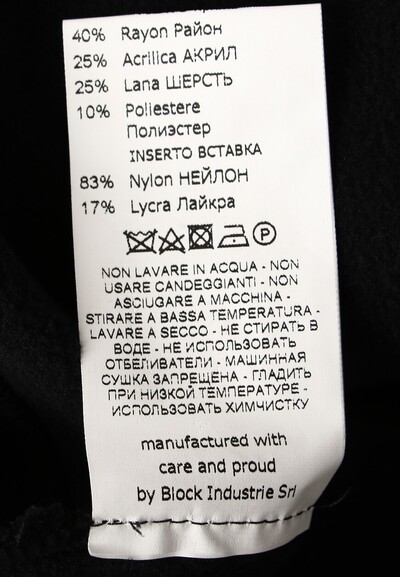 40% Rayon Район
25% Acrilica АКРИЛ
25% Lana ШЕРСТЬ
10% Poliestere
Полиэстер
INSERTO ВСТАВКА
83% Nylon НЕЙЛОН
17% Lycra Лайкра
P
NON LAVARE IN ACQUA - NON
USARE CANDEGGIANTI - NON
ASCIUGARE A MACCHINA -
STIRARE A BASSA TEMPERATURA -
LAVARE A SECCO - НЕ СТИРАТЬ В
ВОДЕ - НЕ ИСПОЛЬЗОВАТЬ
ОТБЕЛИВАТЕЛИ - МАШИННАЯ
СУШКА ЗАПРЕЩЕНА - ГЛАДИТЬ
ПРИ НИЗКОЙ ТЕМПЕРАТУРЕ -
ИСПОЛЬЗОВАТЬ ХИМЧИСТКУ
manufactured with
care and proud
by Block Industrie Srl